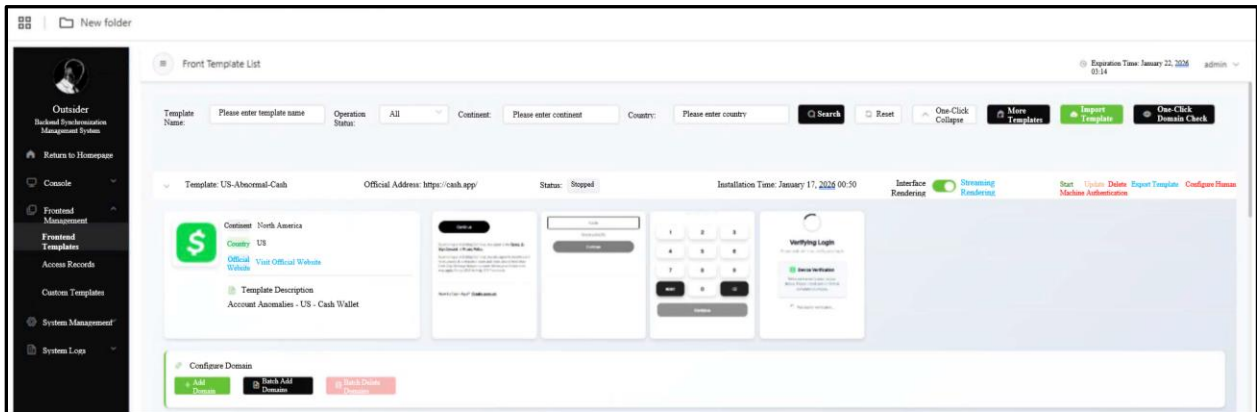 New folder
Front Template List
Expiration Time: January 22, 2026
03:14
admin
Outsider
Backend Synchronization
Management System
Return to Homepage
Console
Frontend
Management
Frontend
Templates
Access Records
Custom Templates
System Management
System Logs
Template
Name:
Please enter template name
Operation
Status:
All
Continent:
Please enter continent
Country:
Please enter country
Search
Reset
One-Click
Collapse
More
Templates
Import
Template
One-Click
Domain Check
Template: US-Abnormal-Cash
Official Address: https://cash.app/
Status:
Stopped
Installation Time: January 17, 2026 00:50
Interface
Rendering
Streaming
Rendering
Start Update Delete Export Template Configure Human
Machine Authentication
Continent North America
Country US
Official
Website
Visit Official Website
Template Description
Account Anomalies - US - Cash Wallet
Verifying Login
Device Verification
Configure Domain
+ Add
Domain
Batch Add
Domains
Batch Delete
Domains